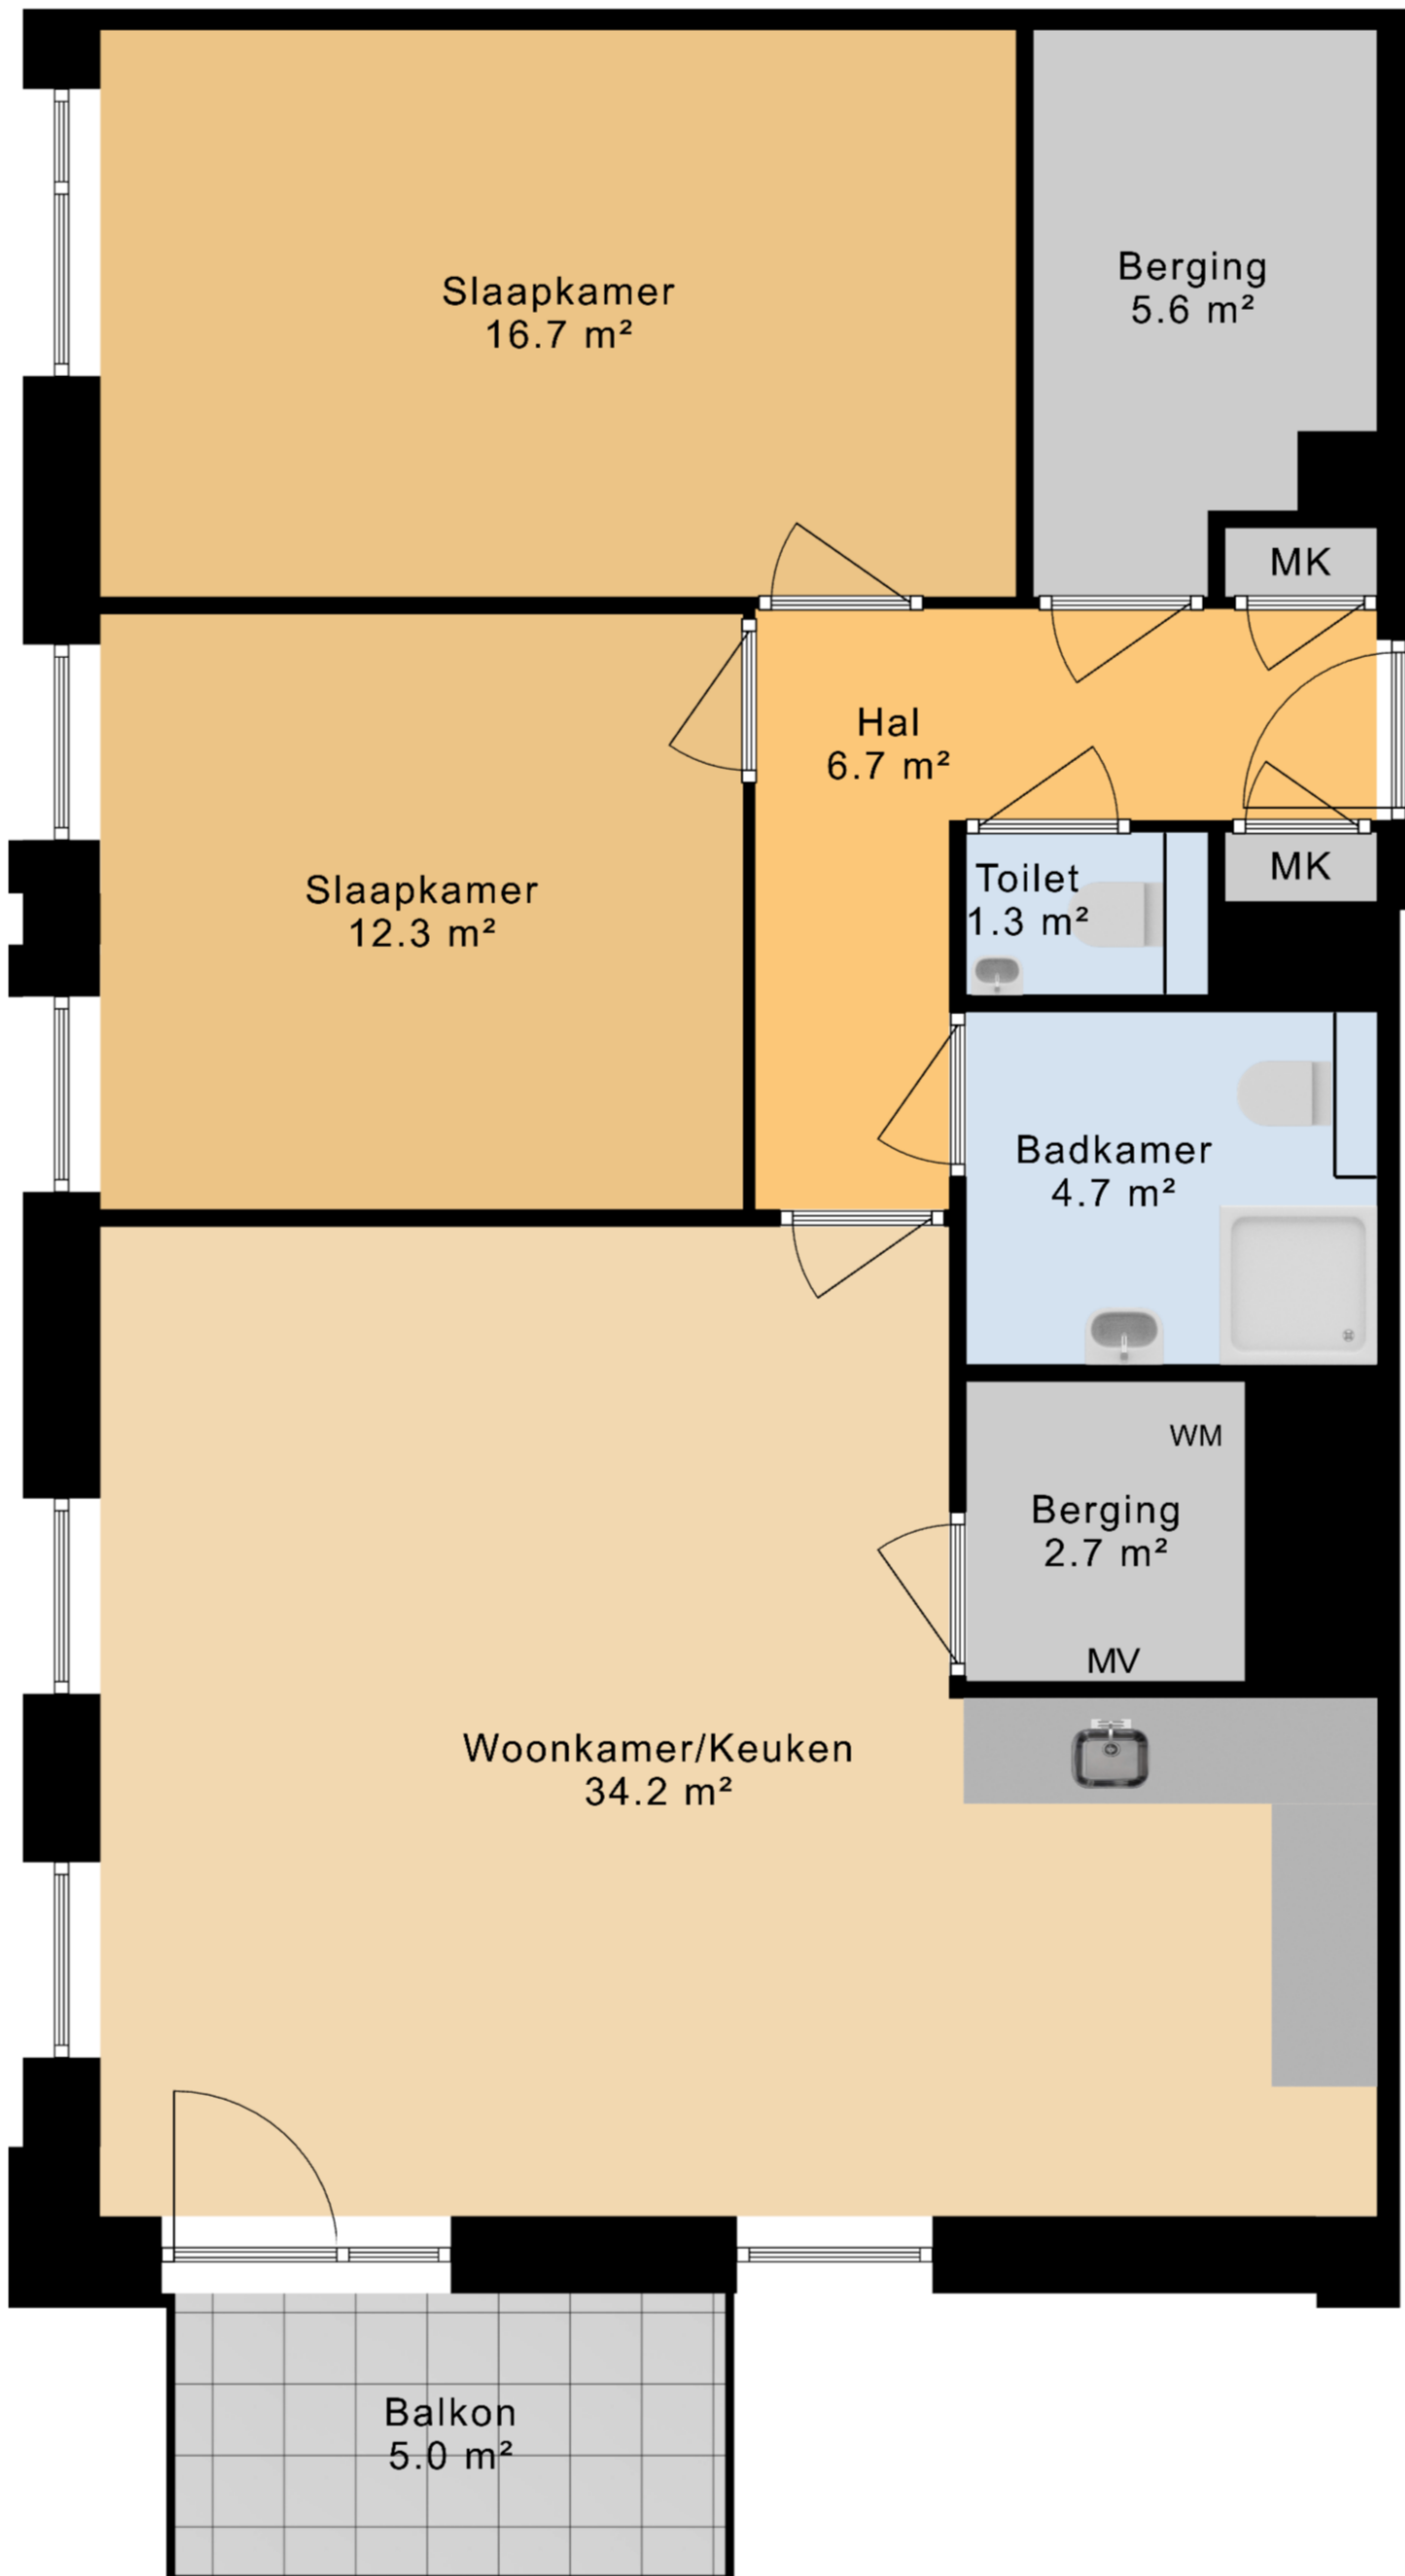 Slaapkamer
16.7 m²
Berging
5.6 m²
MK
Hal
6.7 m²
Slaapkamer
12.3 m²
Toilet
1.3 m²
MK
Badkamer
4.7 m²
WM
Berging
2.7 m²
MV
Woonkamer/Keuken
34.2 m²
Balkon
5.0 m²